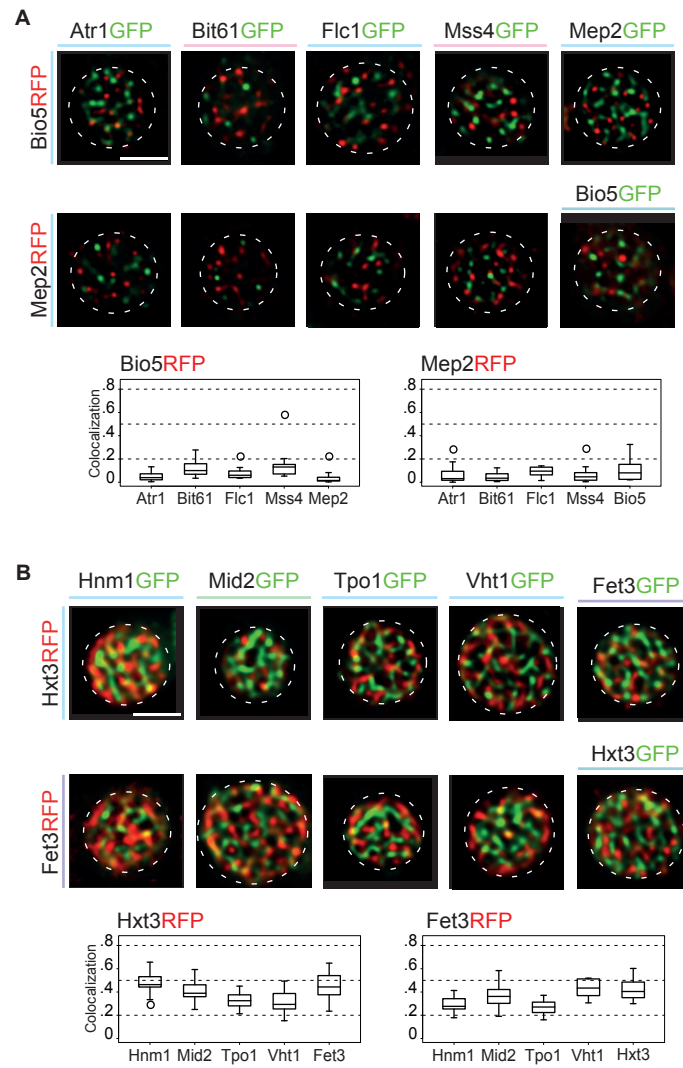 A
Atr1GFP Bit61GFP Flc1GFP Mss4GFP Mep2GFP
Bio5RFP
Bio5GFP
Mep2RFP
Bio5RFP Mep2RFP
Colocalization
.8 .8
.6 .6
.4 .4
.2 .2
0 0
Atr1 Bit61 Flc1 Mss4 Mep2 Atr1 Bit61 Flc1 Mss4 Bio5
B
Hnm1GFP Mid2GFP Tpo1GFP Vht1GFP Fet3GFP
Hxt3RFP
Hxt3GFP
Fet3RFP
Hxt3RFP Fet3RFP
Colocalization
.8 .8
.6 .6
.4 .4
.2 .2
0 0
Hnm1 Mid2 Tpo1 Vht1 Fet3 Hnm1 Mid2 Tpo1 Vht1 Hxt3